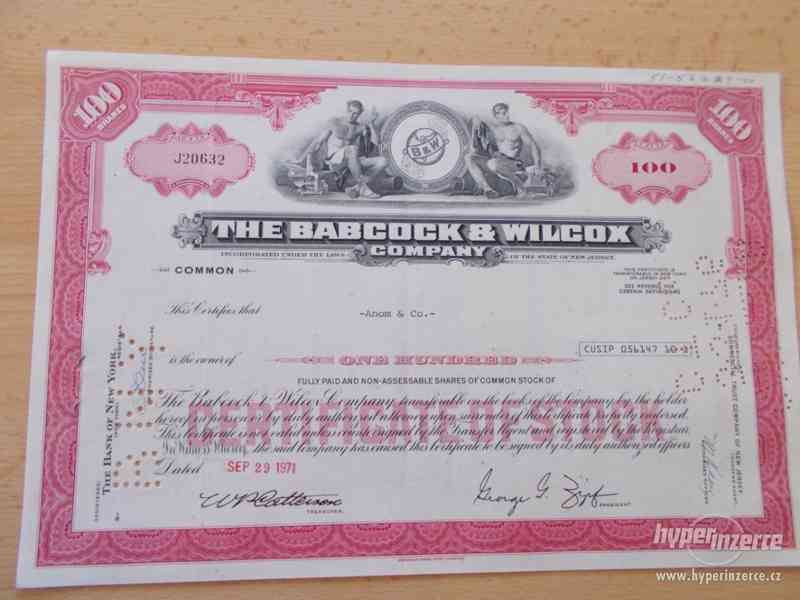 100 SHARES
100 SHARES
J20632
B&W
100
THE BABCOCK & WILCOX
COMPANY
INCORPORATED UNDER THE LAWS
OF THE STATE OF NEW JERSEY.
COMMON
This Certifies that
-Anom & Co.-
is the owner of
ONE HUNDRED
CUSIP 056147 10
FULLY PAID AND NON-ASSESSABLE SHARES OF COMMON STOCK OF
The Babcock & Wilcox Company transferable on the books of the company by the holder
hereof in person or by duly authorized attorney upon surrender of this certificate properly endorsed.
This certificate is not valid unless countersigned by the Transfer Agent and registered by the Registrar.
In Witness Whereof, the said Company has caused this Certificate to be signed by its duly authorized officers
Dated
SEP 29 1971
TREASURER.
George G. Zipf
PRESIDENT
THE BANK OF NEW YORK
REGISTERED:
hyperinzerce
www.hyperinzerce.cz